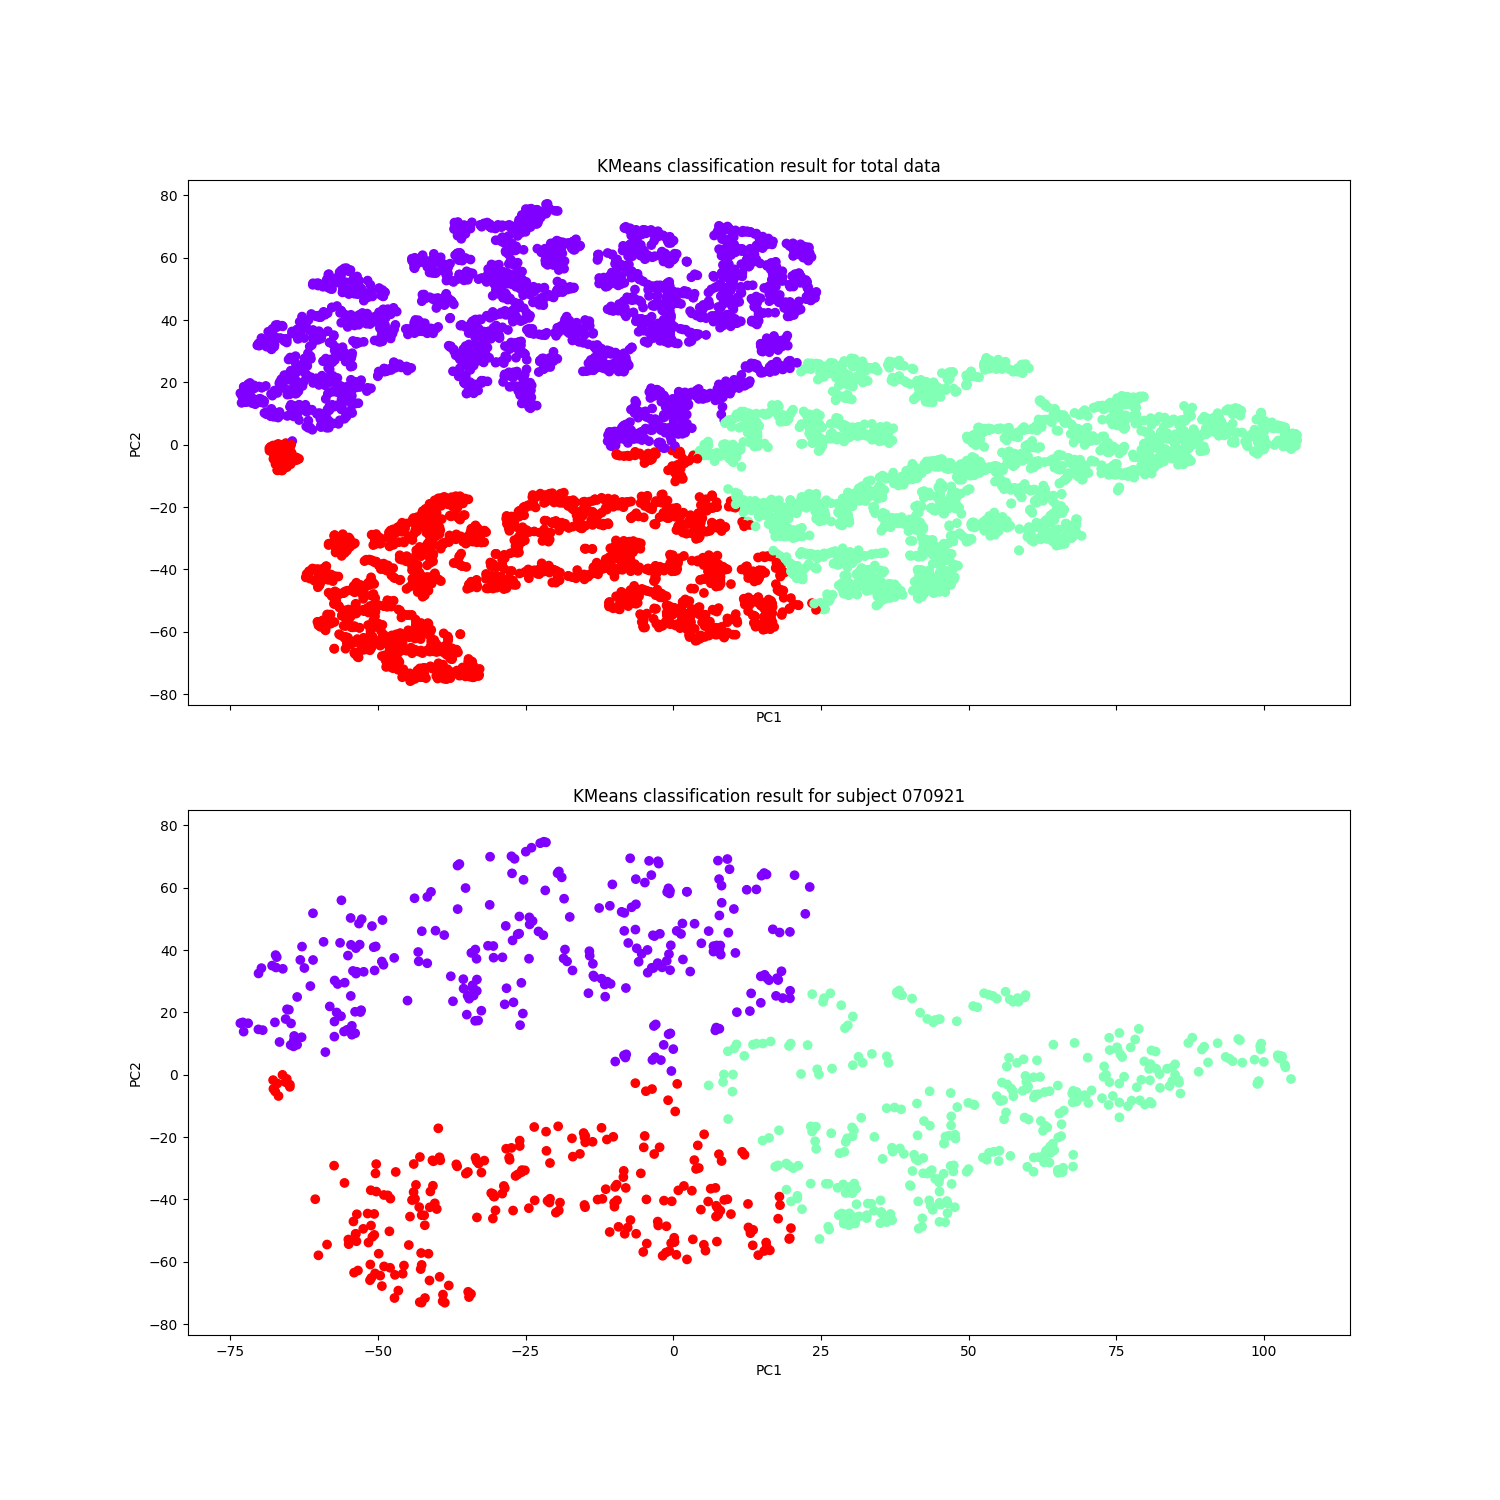 KMeans classification result for total data
80
60
40
20
0
−20
−40
−60
−80
PC2
PC1
KMeans classification result for subject 070921
80
60
40
20
0
−20
−40
−60
−80
PC2
−75 −50 −25 0 25 50 75 100
PC1